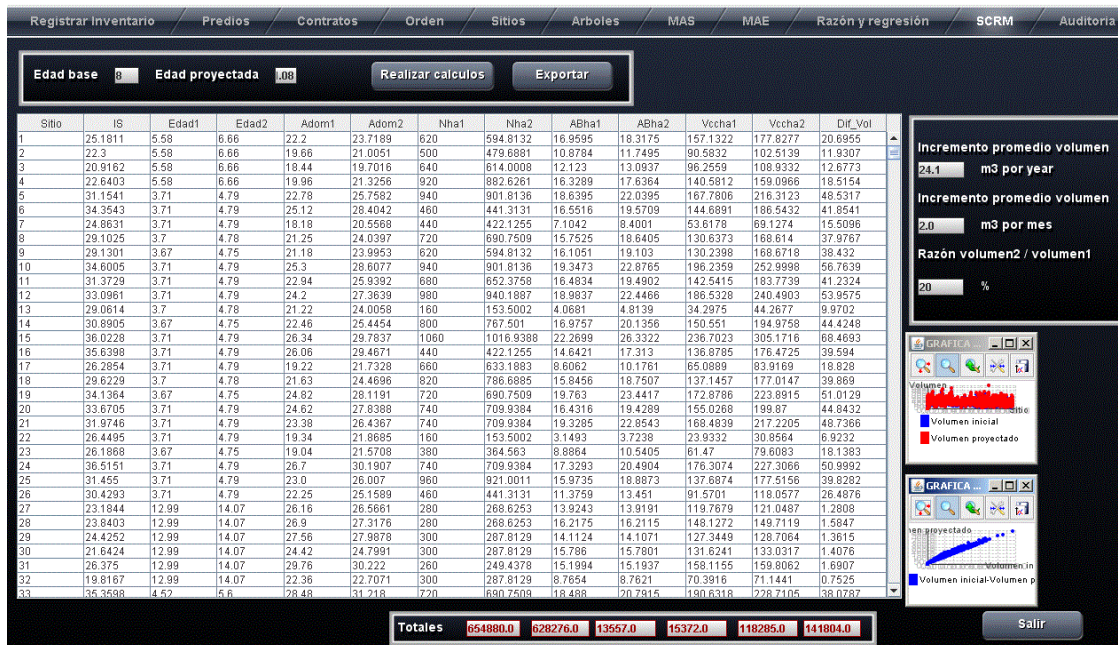 Registrar Inventario Predios Contratos Orden Sitios Arboles MAS MAE Razón y regresión SCRM Auditoria
Edad base 8 Edad proyectada 1.08 Realizar calculos Exportar
Sitio IS Edad1 Edad2 Adom1 Adom2 Nha1 Nha2 ABha1 ABha2 Vccha1 Vccha2 Dif_Vol
1 25.1811 5.58 6.66 22.2 23.7189 620 594.8132 16.9595 18.3175 157.1322 177.8277 20.6955
2 22.3 5.58 6.66 19.66 21.0051 500 479.6881 10.8784 11.7495 90.5832 102.5139 11.9307
3 20.9162 5.58 6.66 18.44 19.7016 640 614.0008 12.123 13.0937 96.2559 108.9332 12.6773
4 22.6403 5.58 6.66 19.96 21.3256 920 882.6261 16.3289 17.6364 140.5812 159.0966 18.5154
5 31.1541 3.71 4.79 22.78 25.7582 940 901.8136 18.6395 22.0395 167.7806 216.3123 48.5317
6 34.3543 3.71 4.79 25.12 28.4042 460 441.3131 16.5516 19.5709 144.6891 186.5432 41.8541
7 24.8631 3.71 4.79 18.18 20.5568 440 422.1255 7.1042 8.4001 53.6178 69.1274 15.5096
8 29.1025 3.7 4.78 21.25 24.0397 720 690.7509 15.7525 18.6405 130.6373 168.614 37.9767
9 29.1301 3.67 4.75 21.18 23.9953 620 594.8132 16.1051 19.103 130.2398 168.6718 38.432
10 34.6005 3.71 4.79 25.3 28.6077 940 901.8136 19.3473 22.8765 196.2359 252.9998 56.7639
11 31.3729 3.71 4.79 22.94 25.9392 680 652.3758 16.4834 19.4902 142.5415 183.7739 41.2324
12 33.0961 3.71 4.79 24.2 27.3639 980 940.1887 18.9837 22.4466 186.5328 240.4903 53.9575
13 29.0614 3.7 4.78 21.22 24.0058 160 153.5002 4.0681 4.8139 34.2975 44.2677 9.9702
14 30.8905 3.67 4.75 22.46 25.4454 800 767.501 16.9757 20.1356 150.551 194.9758 44.4248
15 36.0228 3.71 4.79 26.34 29.7837 1060 1016.9388 22.2699 26.3322 236.7023 305.1716 68.4693
16 35.6398 3.71 4.79 26.06 29.4671 440 422.1255 14.6421 17.313 136.8785 176.4725 39.594
17 26.2854 3.71 4.79 19.22 21.7328 660 633.1883 8.6062 10.1761 65.0889 83.9169 18.828
18 29.6229 3.7 4.78 21.63 24.4696 820 786.6885 15.8456 18.7507 137.1457 177.0147 39.869
19 34.1364 3.67 4.75 24.82 28.1191 720 690.7509 19.763 23.4417 172.8786 223.8915 51.0129
20 33.6705 3.71 4.79 24.62 27.8388 740 709.9384 16.4316 19.4289 155.0268 199.87 44.8432
21 31.9746 3.71 4.79 23.38 26.4367 740 709.9384 19.3285 22.8543 168.4839 217.2205 48.7366
22 26.4495 3.71 4.79 19.34 21.8685 160 153.5002 3.1493 3.7238 23.9332 30.8564 6.9232
23 26.1868 3.67 4.75 19.04 21.5708 380 364.563 8.8864 10.5405 61.47 79.6083 18.1383
24 36.5151 3.71 4.79 26.7 30.1907 740 709.9384 17.3293 20.4904 176.3074 227.3066 50.9992
25 31.455 3.71 4.79 23.0 26.007 960 921.0011 15.9735 18.8873 137.6874 177.5156 39.8282
26 30.4293 3.71 4.79 22.25 25.1589 460 441.3131 11.3759 13.451 91.5701 118.0577 26.4876
27 23.1844 12.99 14.07 26.16 26.5661 280 268.6253 13.9243 13.9191 119.7679 121.0487 1.2808
28 23.8403 12.99 14.07 26.9 27.3176 280 268.6253 16.2175 16.2115 148.1272 149.7119 1.5847
29 24.4252 12.99 14.07 27.56 27.9878 300 287.8129 14.1124 14.1071 127.3449 128.7064 1.3615
30 21.6424 12.99 14.07 24.42 24.7991 300 287.8129 15.786 15.7801 131.6241 133.0317 1.4076
31 26.375 12.99 14.07 29.76 30.222 260 249.4378 15.1994 15.1937 158.1155 159.8062 1.6907
32 19.8167 12.99 14.07 22.36 22.7071 300 287.8129 8.7654 8.7621 70.3916 71.1441 0.7525
33 35.3598 4.52 5.6 28.48 31.218 720 690.7509 18.488 20.7915 190.6318 228.7105 38.0787
Incremento promedio volumen
24.1 m3 por year
Incremento promedio volumen
2.0 m3 por mes
Razón volumen2 / volumen1
20 %
GRAFICA ...
Volumen
Sitio
Volumen inicial
Volumen proyectado
GRAFICA ...
nen proyectado
Volumen in
Volumen inicial-Volumen p
Totales 654880.0 628276.0 13557.0 15372.0 118285.0 141804.0
Salir